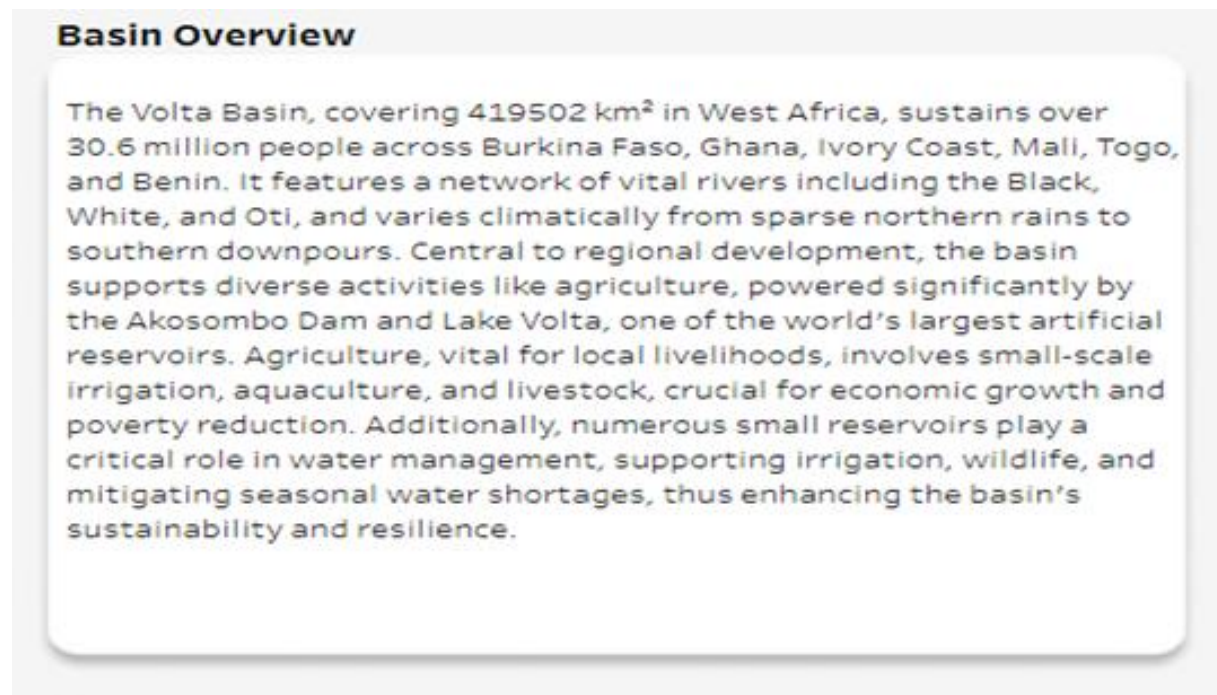 Basin Overview
The Volta Basin, covering 419502 km² in West Africa, sustains over
30.6 million people across Burkina Faso, Ghana, Ivory Coast, Mali, Togo,
and Benin. It features a network of vital rivers including the Black,
White, and Oti, and varies climatically from sparse northern rains to
southern downpours. Central to regional development, the basin
supports diverse activities like agriculture, powered significantly by
the Akosombo Dam and Lake Volta, one of the world's largest artificial
reservoirs. Agriculture, vital for local livelihoods, involves small-scale
irrigation, aquaculture, and livestock, crucial for economic growth and
poverty reduction. Additionally, numerous small reservoirs play a
critical role in water management, supporting irrigation, wildlife, and
mitigating seasonal water shortages, thus enhancing the basin's
sustainability and resilience.